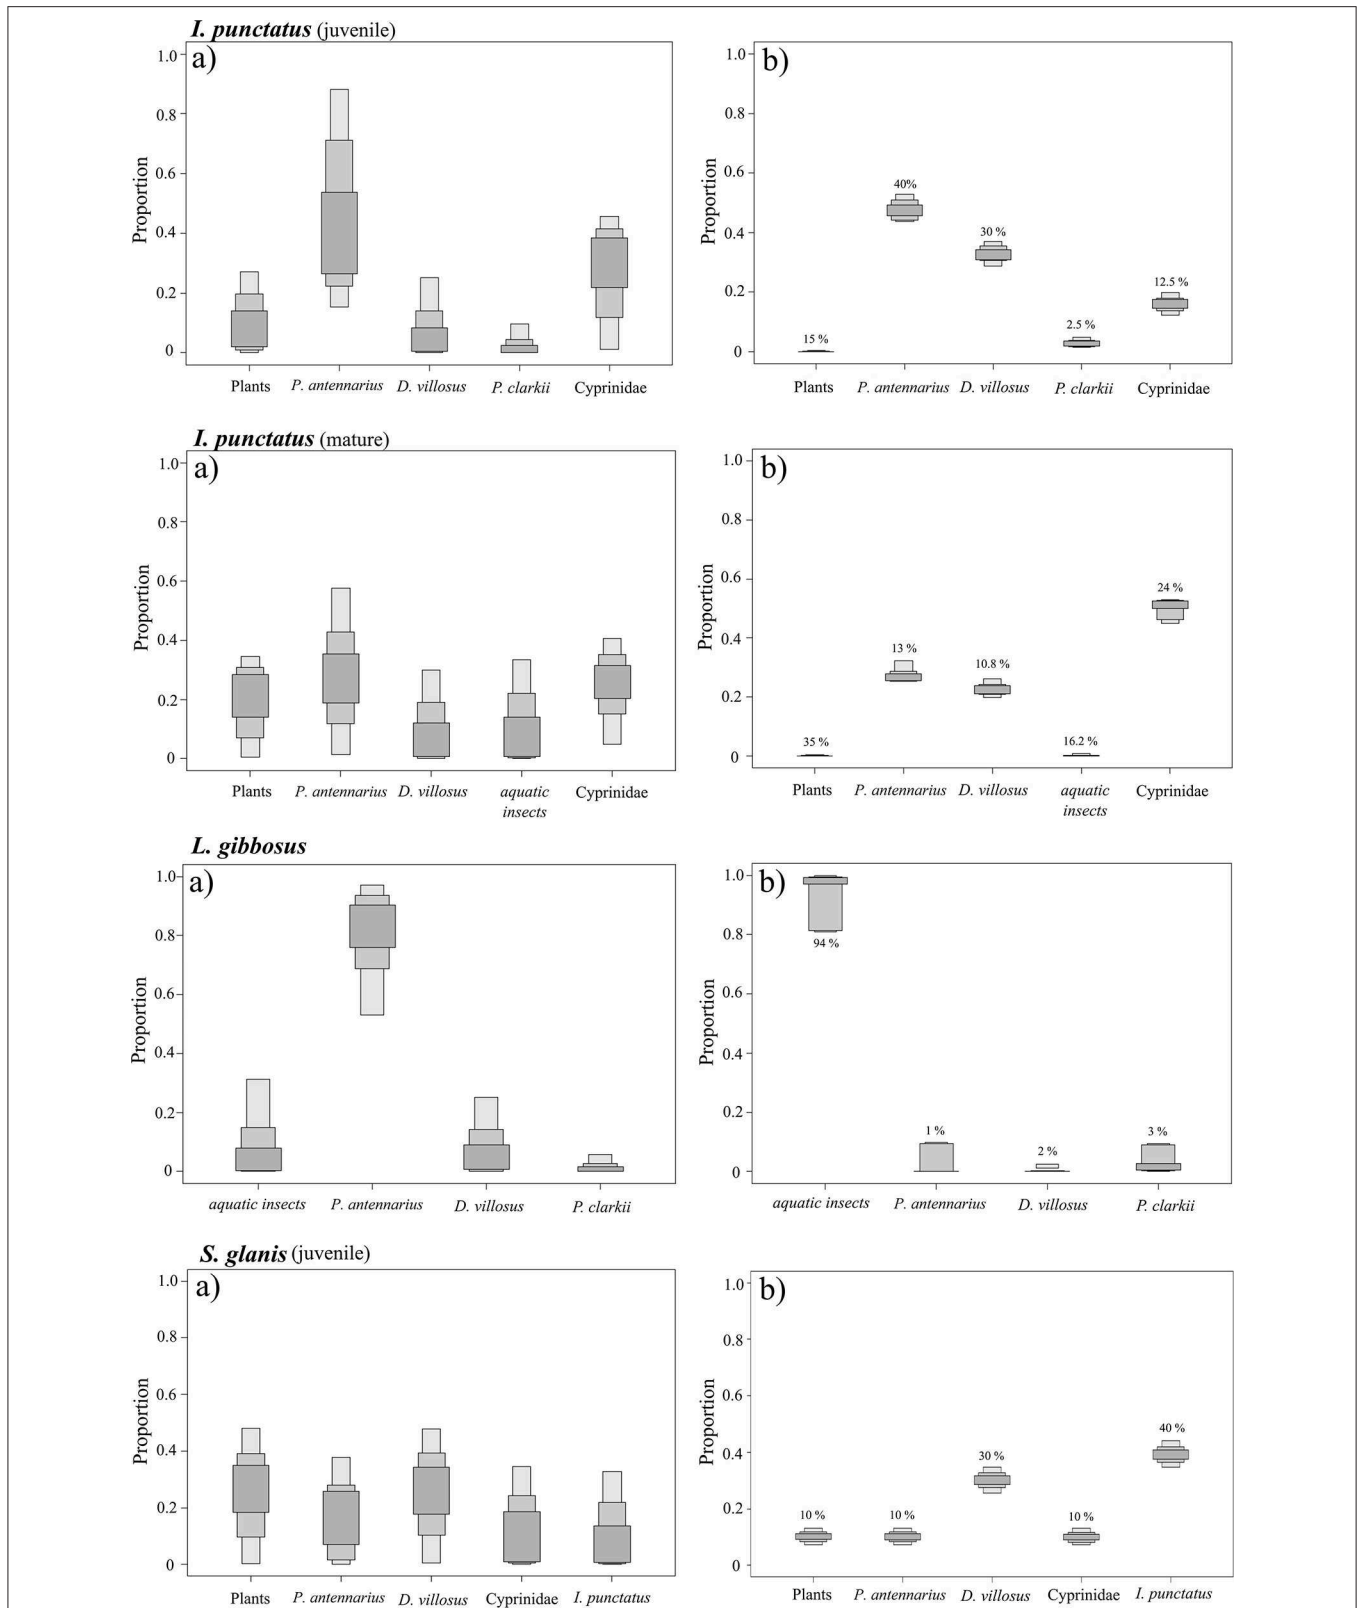 I. punctatus (juvenile)
a)
1.0
0.8
0.6
0.4
0.2
0
Proportion
Plants P. antennarius D. villosus P. clarkii Cyprinidae
b)
1.0
0.8
0.6
0.4
0.2
0
Proportion
15 % 40% 30 % 2.5 % 12.5 %
Plants P. antennarius D. villosus P. clarkii Cyprinidae
I. punctatus (mature)
a)
1.0
0.8
0.6
0.4
0.2
0
Proportion
Plants P. antennarius D. villosus aquatic Cyprinidae
insects
b)
1.0
0.8
0.6
0.4
0.2
0
Proportion
35 % 13 % 10.8 % 16.2 % 24 %
Plants P. antennarius D. villosus aquatic Cyprinidae
insects
L. gibbosus
a)
1.0
0.8
0.6
0.4
0.2
0
Proportion
aquatic insects P. antennarius D. villosus P. clarkii
b)
1.0
0.8
0.6
0.4
0.2
0
Proportion
94 % 1 % 2 % 3 %
aquatic insects P. antennarius D. villosus P. clarkii
S. glanis (juvenile)
a)
1.0
0.8
0.6
0.4
0.2
0
Proportion
Plants P. antennarius D. villosus Cyprinidae I. punctatus
b)
1.0
0.8
0.6
0.4
0.2
0
Proportion
10 % 10 % 30 % 10 % 40 %
Plants P. antennarius D. villosus Cyprinidae I. punctatus